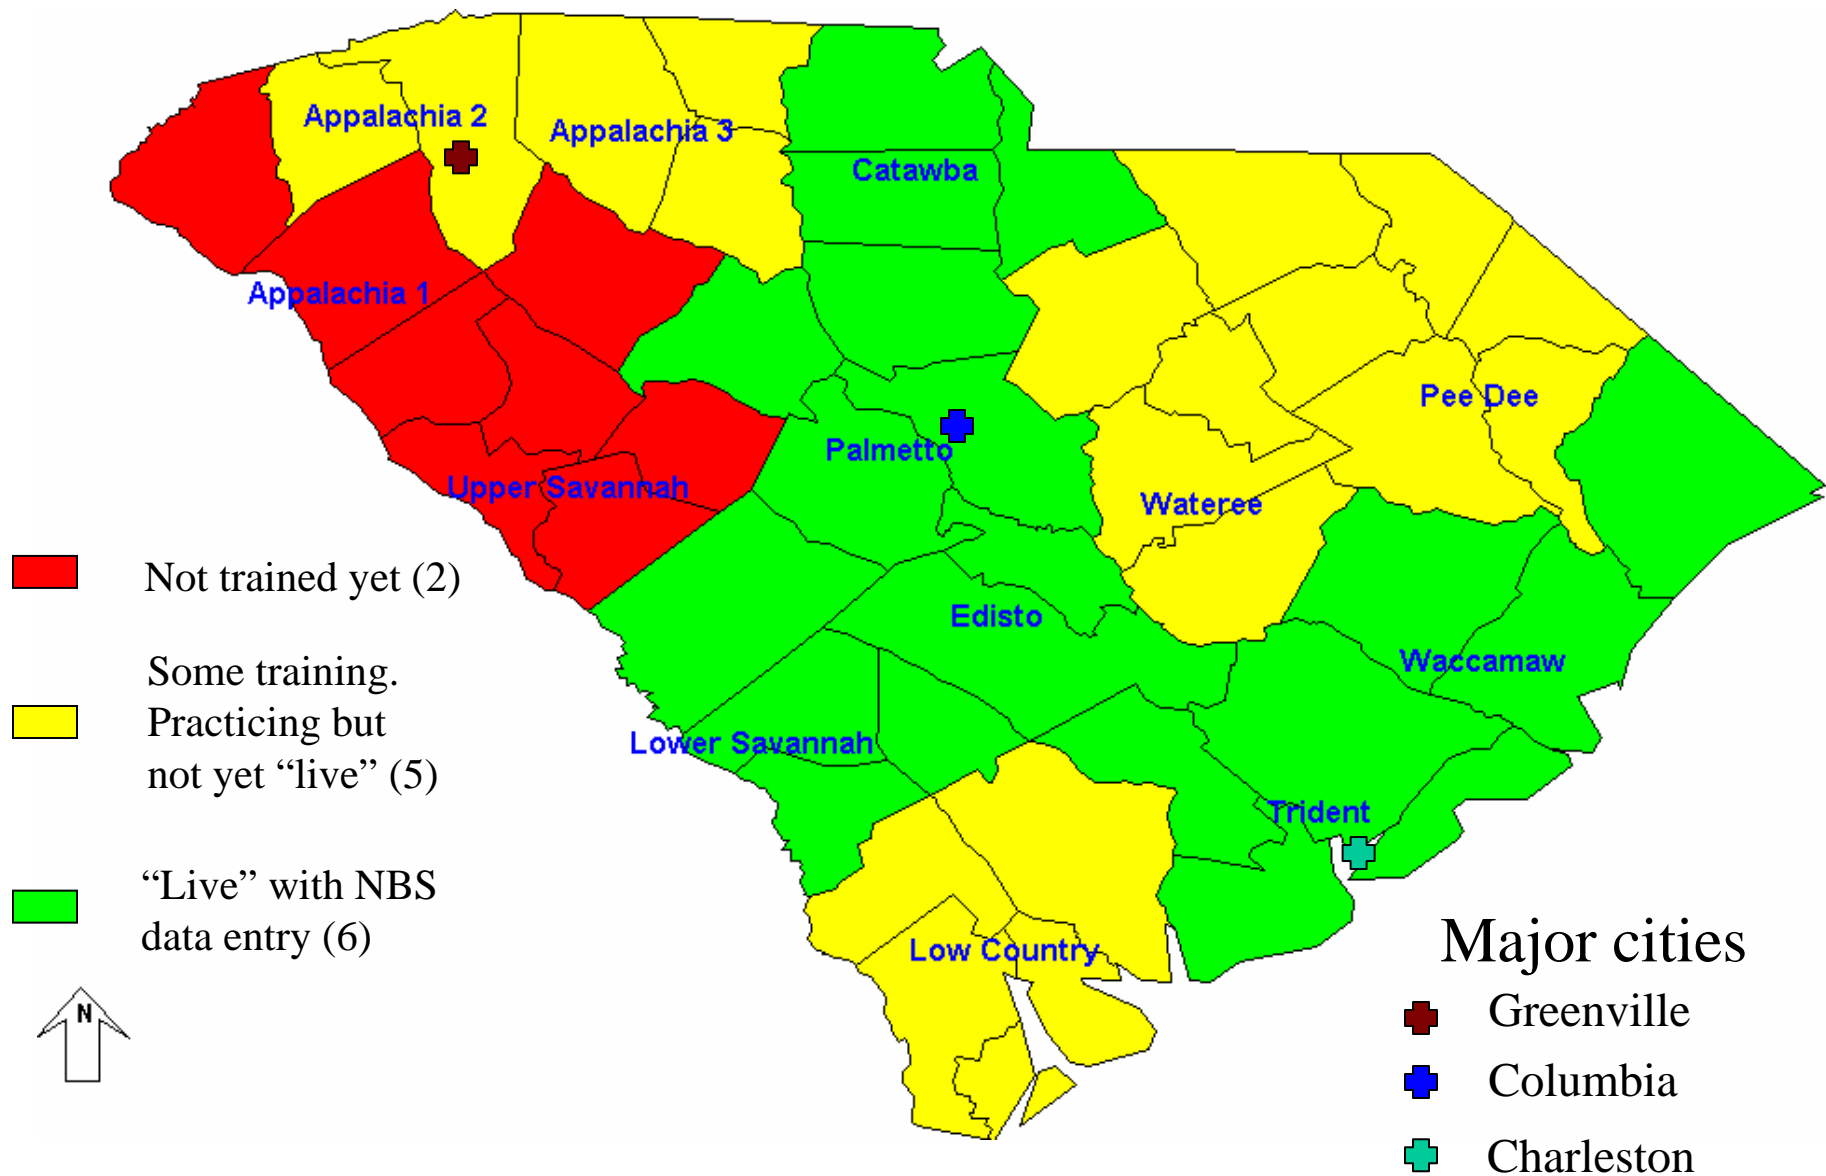 Appalachia 2
Appalachia 3
Catawba
Appalachia 1
Pee Dee
Palmetto
Upper Savannah
Wateree
Edisto
Waccamaw
Lower Savannah
Trident
Low Country
Not trained yet (2)
Some training.
Practicing but
not yet “live” (5)
“Live” with NBS
data entry (6)
N
Major cities
Greenville
Columbia
Charleston